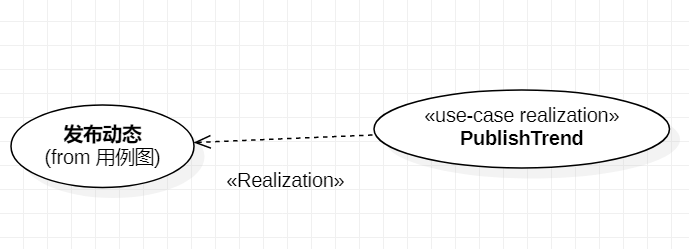 发布动态
(from 用例图)
«use-case realization»
PublishTrend
«Realization»